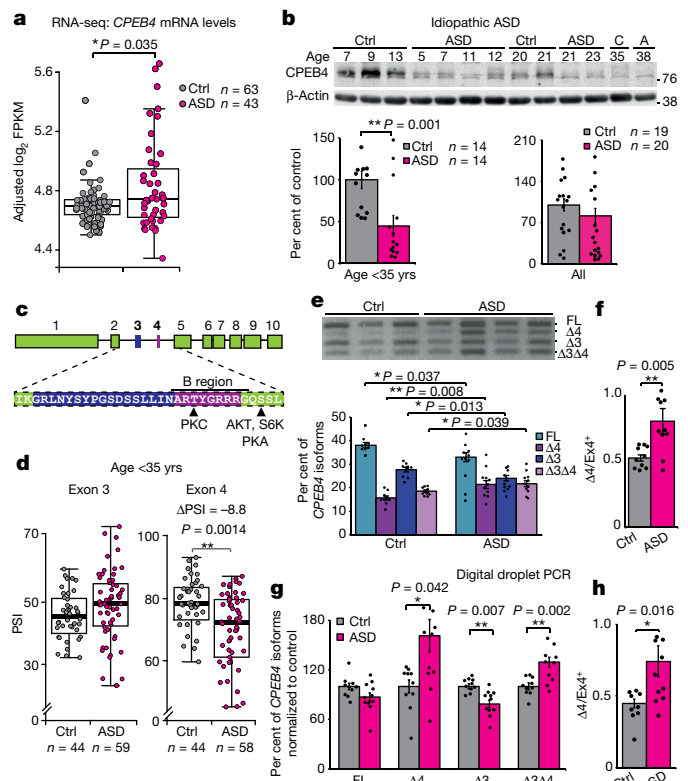 a
RNA-seq: CPEB4 mRNA levels
* P = 0.035
Ctrl n = 63
ASD n = 43
Adjusted log2 FPKM
5.6
5.2
4.8
4.4
b
Idiopathic ASD
Ctrl ASD Ctrl ASD C A
Age 7 9 13 5 7 11 12 20 21 21 23 35 38
CPEB4
76
β-Actin
38
** P = 0.001
Ctrl n = 14
ASD n = 14
Per cent of control
150
100
50
0
Age <35 yrs
Ctrl n = 19
ASD n = 20
210
150
80
0
All
c
1 2 3 4 5 6 7 8 9 10
B region
IKGRLNYSYPGSDSSLLINARTYGRRRGQSSL
PKC
AKT, S6K
PKA
d
Age <35 yrs
Exon 3
Exon 4
ΔPSI = −8.8
P = 0.0014
**
PSI
70
50
30
0
100
80
60
0
Ctrl ASD
n = 44 n = 59
Ctrl ASD
n = 44 n = 58
e
Ctrl ASD
FL
Δ4
Δ3
Δ3Δ4
* P = 0.037
** P = 0.008
* P = 0.013
* P = 0.039
Per cent of
CPEB4 isoforms
60
40
30
20
10
0
FL
Δ4
Δ3
Δ3Δ4
Ctrl ASD
f
P = 0.005
**
Δ4/Ex4+
1.0
0.5
0
Ctrl
ASD
g
Digital droplet PCR
Ctrl
ASD
P = 0.042
*
P = 0.007
**
P = 0.002
**
Per cent of CPEB4 isoforms
normalized to control
200
160
120
80
0
FL Δ4 Δ3 Δ3Δ4
h
P = 0.016
*
Δ4/Ex4+
1.0
0.5
0